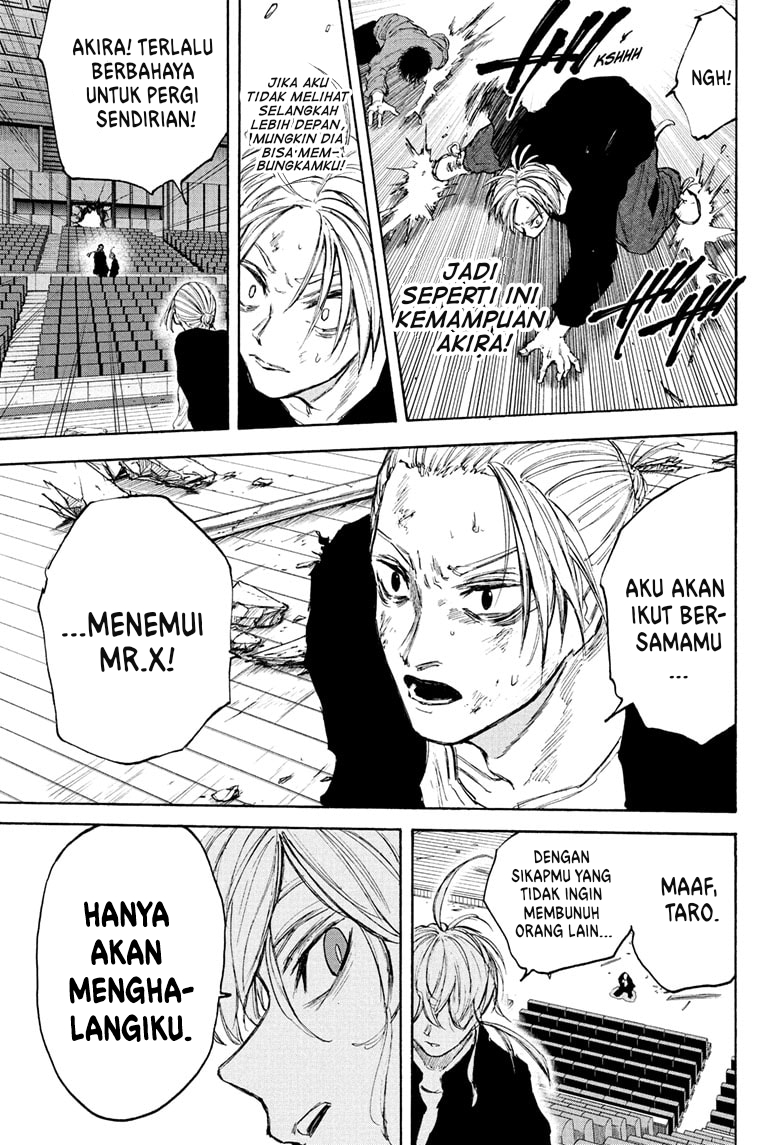 NGH!
KSHHH
JADI
SEPERTI INI
KEMAMPUAN
AKIRA!
JIKA AKU
TIDAK MELIHAT
SELANGKAH
LEBIH DEPAN,
MUNGKIN DIA
BISA MEM-
BUNGKAMKU!
AKIRA! TERLALU
BERBAHAYA
UNTUK PERGI
SENDIRIAN!
AKU AKAN
IKUT BER-
SAMAMU
...
...MENEMUI
MR.X!
MAAF,
TARO.
DENGAN
SIKAPMU YANG
TIDAK INGIN
MEMBUNUH
ORANG LAIN...
HANYA
AKAN
MENGHA-
LANGIKU.